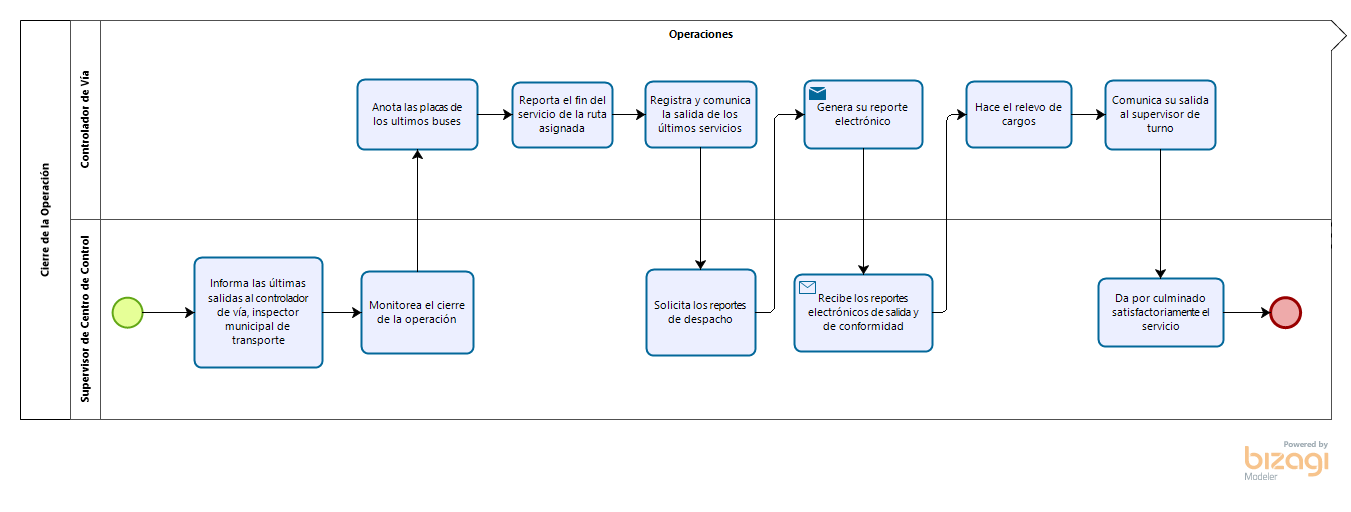 Operaciones
Cierre de la Operación
Controlador de Vía
Anota las placas de
los ultimos buses
Reporta el fin del
servicio de la ruta
asignada
Registra y comunica
la salida de los
últimos servicios
Genera su reporte
electrónico
Hace el relevo de
cargos
Comunica su salida
al supervisor de
turno
Supervisor de Centro de Control
Informa las últimas
salidas al controlador
de vía, inspector
municipal de
transporte
Monitorea el cierre
de la operación
Solicita los reportes
de despacho
Recibe los reportes
electrónicos de salida y
de conformidad
Da por culminado
satisfactoriamente el
servicio
Powered by
bizagi
Modeler